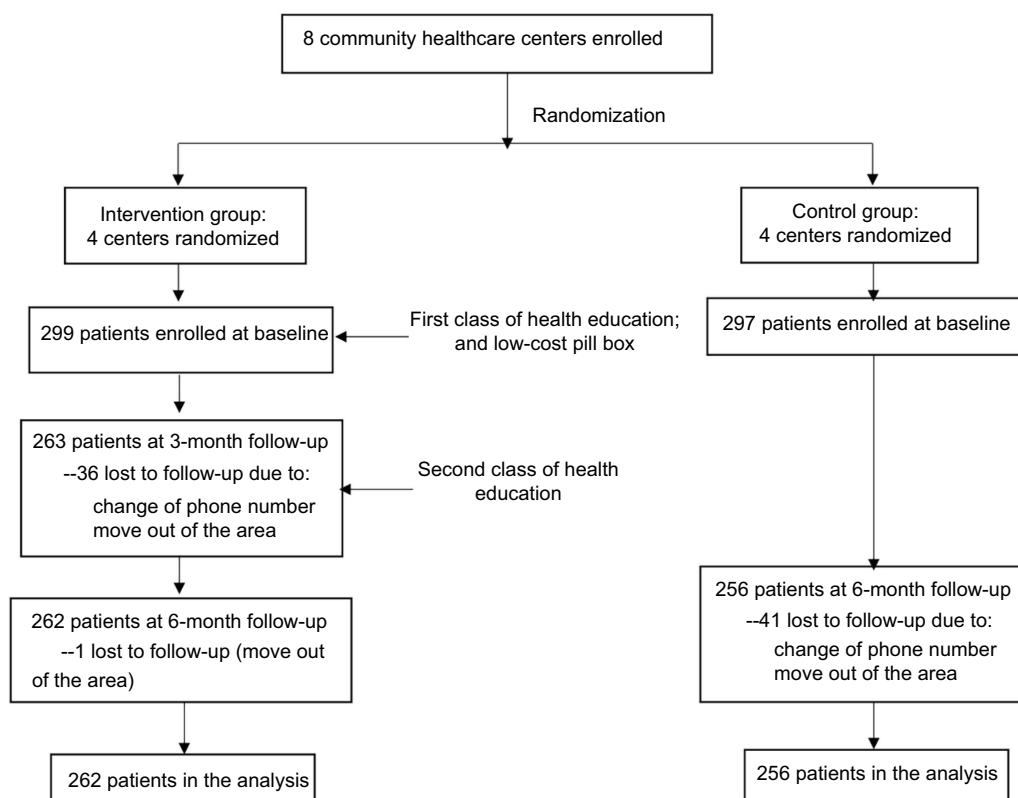 8 community healthcare centers enrolled
Randomization
Intervention group:
4 centers randomized
Control group:
4 centers randomized
299 patients enrolled at baseline
First class of health education;
and low-cost pill box
297 patients enrolled at baseline
263 patients at 3-month follow-up
--36 lost to follow-up due to:
change of phone number
move out of the area
Second class of health
education
262 patients at 6-month follow-up
--1 lost to follow-up (move out
of the area)
256 patients at 6-month follow-up
--41 lost to follow-up due to:
change of phone number
move out of the area
262 patients in the analysis
256 patients in the analysis